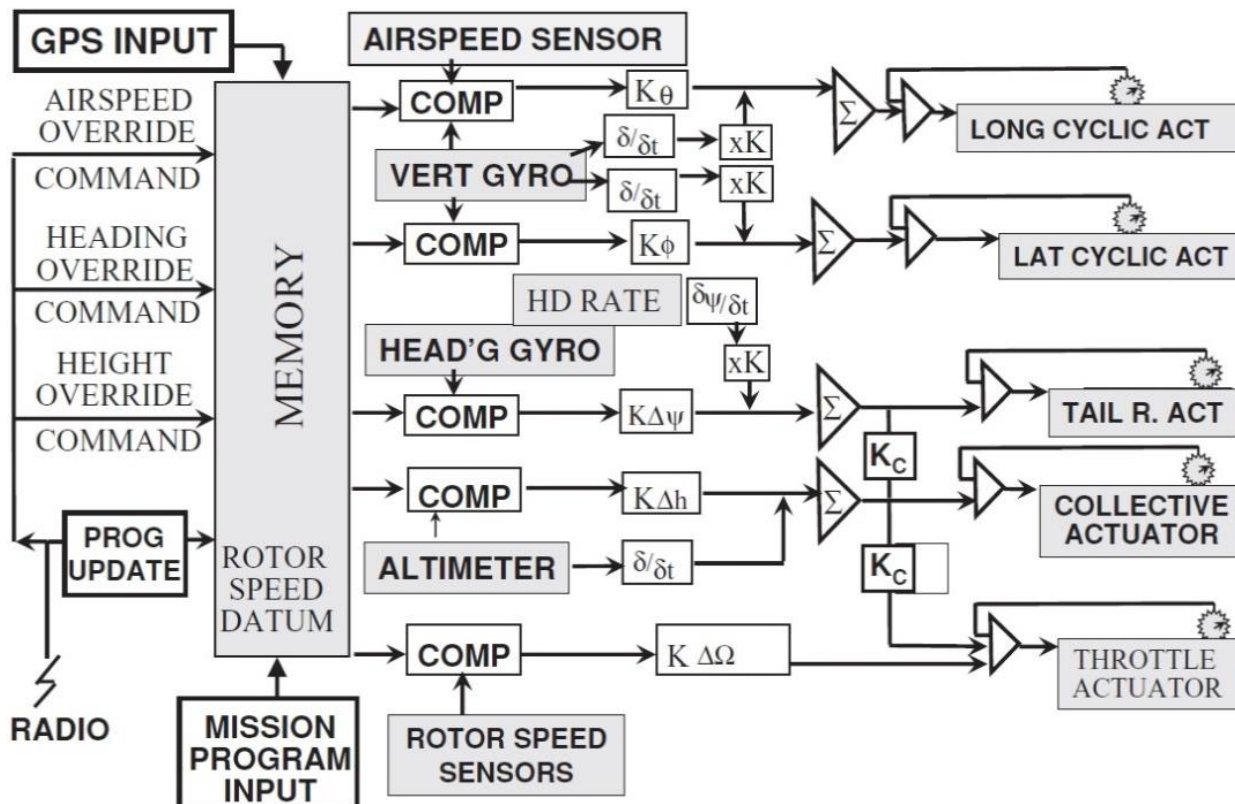 GPS INPUT
AIRSPEED SENSOR
AIRSPEED
OVERRIDE
COMMAND
HEADING
OVERRIDE
COMMAND
HEIGHT
OVERRIDE
COMMAND
PROG
UPDATE
RADIO
MEMORY
ROTOR
SPEED
DATUM
MISSION
PROGRAM
INPUT
COMP
Kθ
Σ
LONG CYCLIC ACT
δ/δt
xK
VERT GYRO
δ/δt
xK
COMP
Kϕ
Σ
LAT CYCLIC ACT
HD RATE
δψ/δt
HEAD'G GYRO
xK
COMP
KΔψ
Σ
TAIL R. ACT
KC
COMP
KΔh
Σ
COLLECTIVE
ACTUATOR
ALTIMETER
δ/δt
KC
COMP
K ΔΩ
THROTTLE
ACTUATOR
ROTOR SPEED
SENSORS